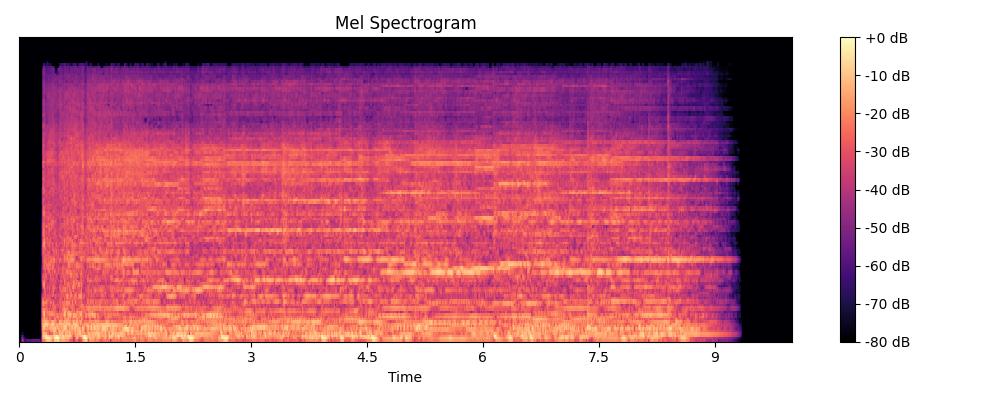 Mel Spectrogram
+0 dB
-10 dB
-20 dB
-30 dB
-40 dB
-50 dB
-60 dB
-70 dB
-80 dB
0 1.5 3 4.5 6 7.5 9
Time